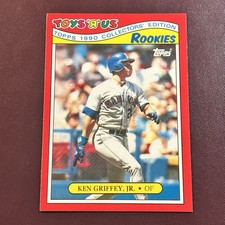 TOYS "R" US
TOPPS 1990 COLLECTORS' EDITION
ROOKIES
Topps
KEN GRIFFEY, JR. • OF